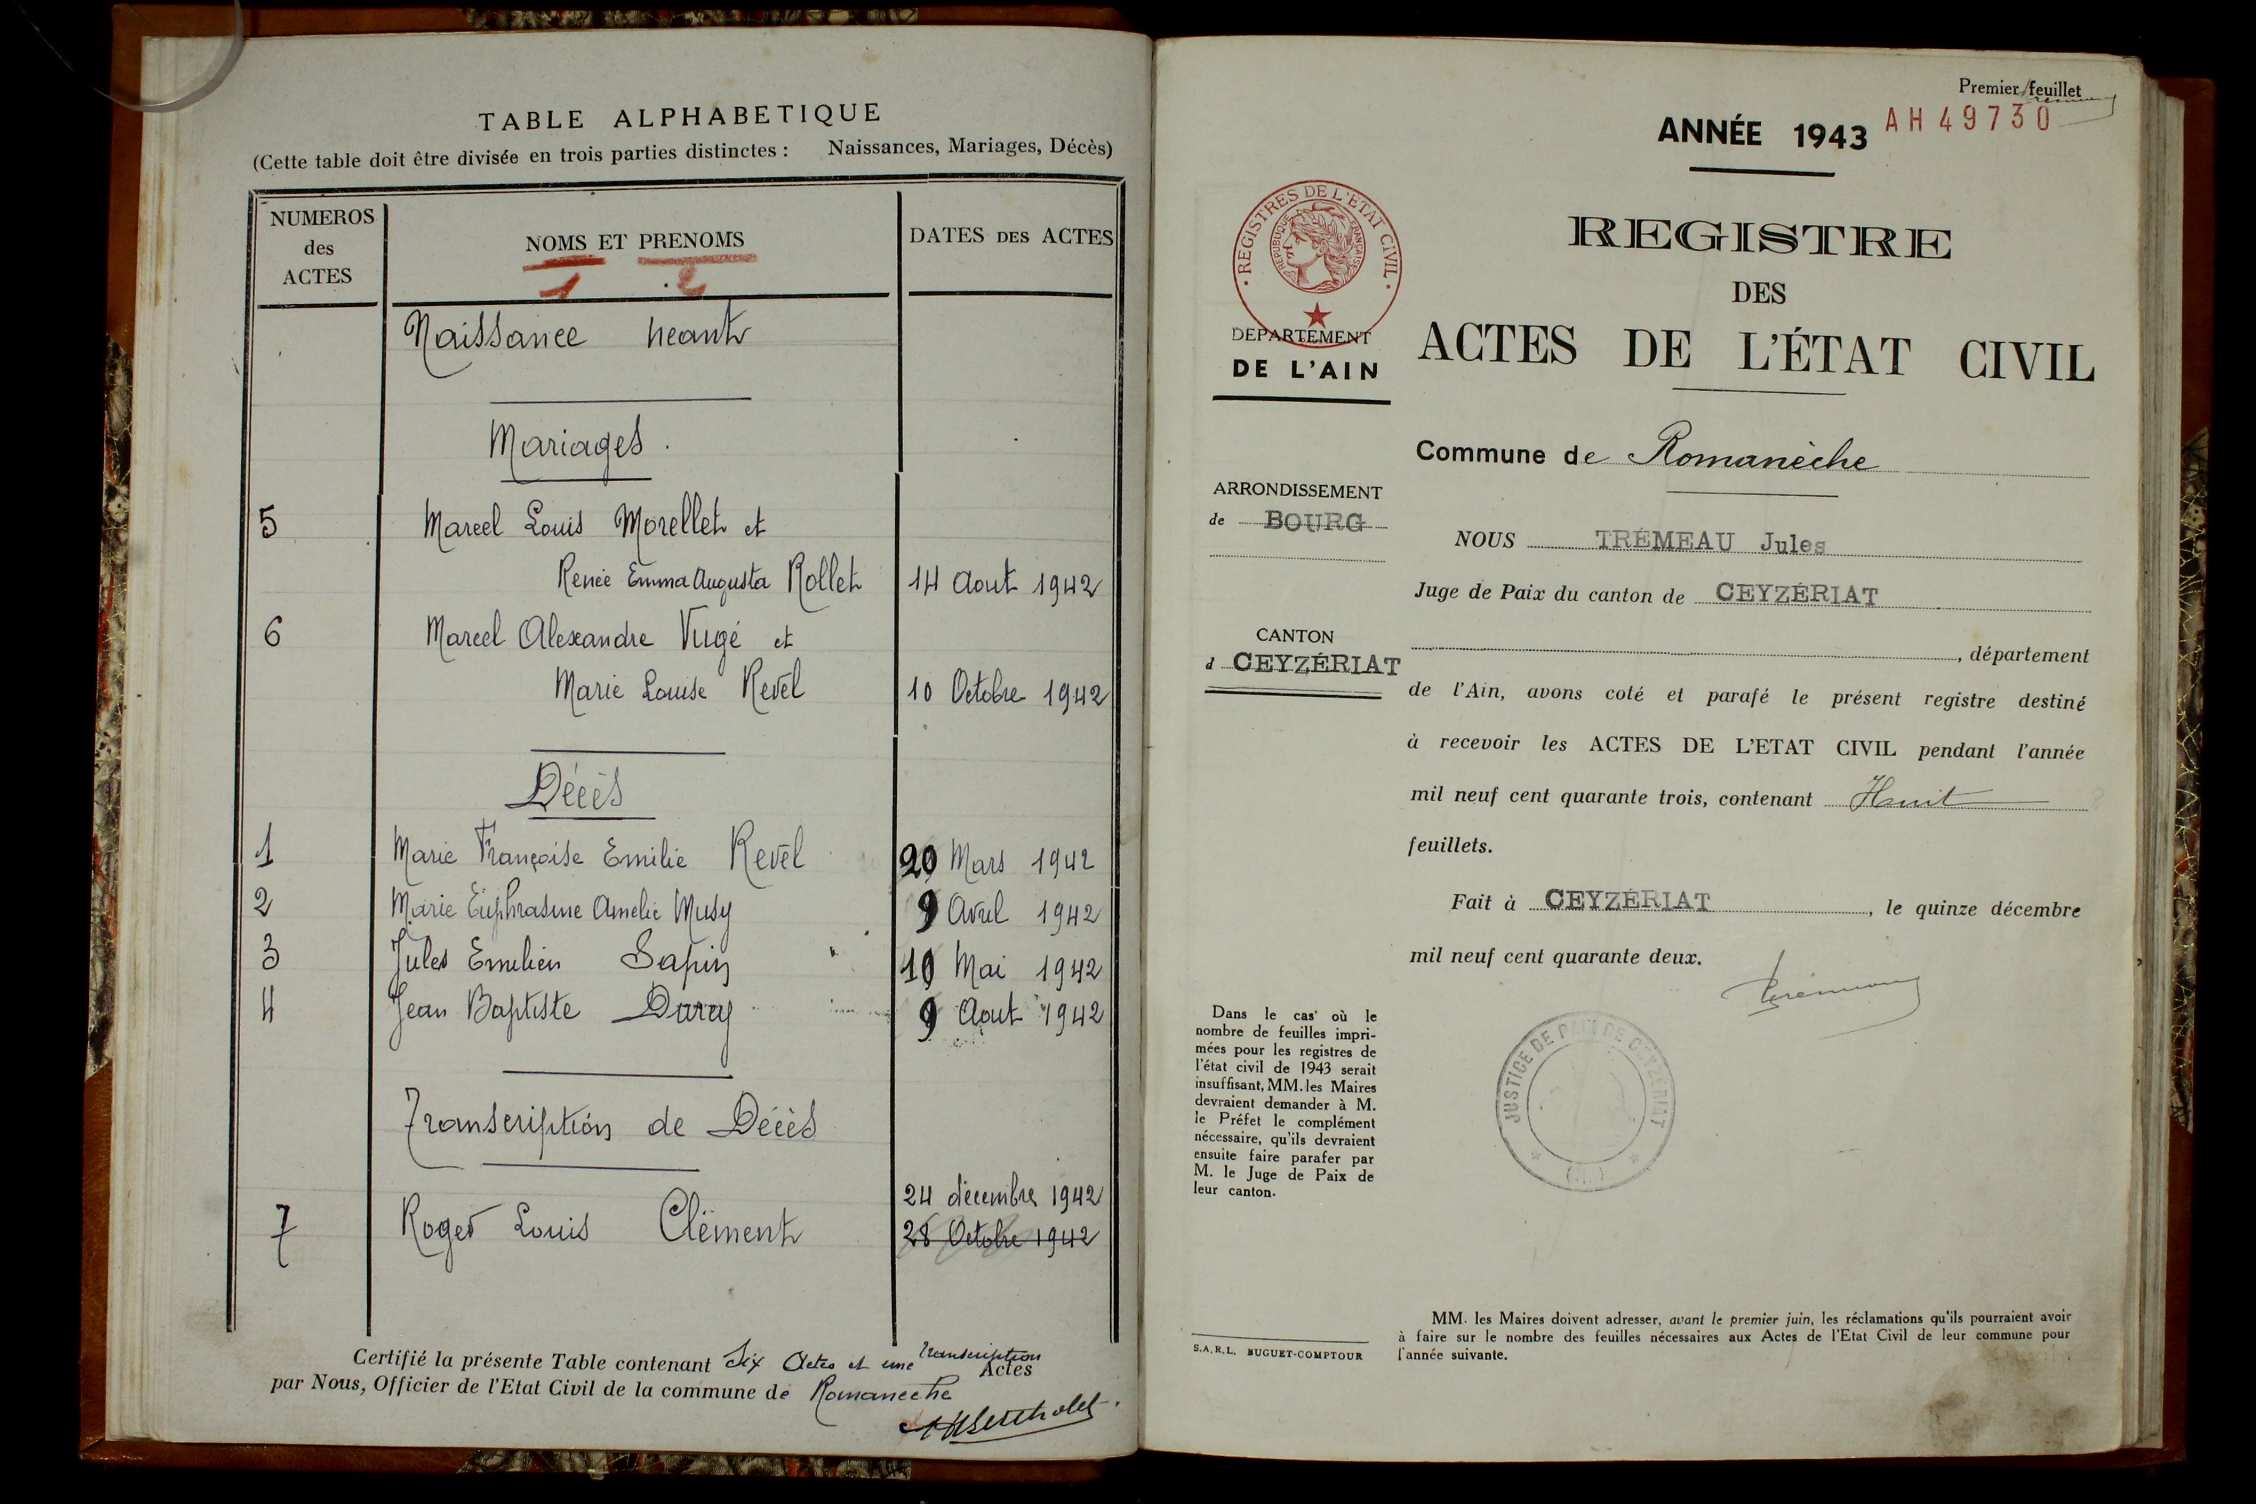 TABLE ALPHABETIQUE
(Cette table doit être divisée en trois parties distinctes : Naissances, Mariages, Décès)
NUMEROS
des
ACTES
NOMS ET PRENOMS
1 2
DATES DES ACTES
Naissance neant
Mariages.
5 Marcel Louis Morellet et
Renée Emma Augusta Rollet 14 Aout 1942
6 Marcel Alexandre Vugé et
Marie Louise Revel 10 Octobre 1942
Décès
1 Marie Françoise Emilie Revel 20 Mars 1942
2 Marie Euphrasine Amelie Musy 9 Avril 1942
3 Jules Emilien Sapin 10 Mai 1942
4 Jean Baptiste Daray 9 Aout 1942
Transcription de Décès
24 décembre 1942
7 Roger Louis Clément 28 Octobre 1942
Certifié la présente Table contenant Six Actes et une transcription Actes
par Nous, Officier de l'Etat Civil de la commune de Romaneche
Premier feuillet
ANNÉE 1943 AH 49730
REGISTRES DE L'ETAT CIVIL
REPUBLIQUE FRANÇAISE
REGISTRE
DES
ACTES DE L'ÉTAT CIVIL
DEPARTEMENT
DE L'AIN
Commune de Romanèche
ARRONDISSEMENT
de BOURG
NOUS TRÉMEAU Jules
Juge de Paix du canton de CEYZÉRIAT
CANTON
d CEYZÉRIAT
, département
de l'Ain, avons coté et parafé le présent registre destiné
à recevoir les ACTES DE L'ETAT CIVIL pendant l'année
mil neuf cent quarante trois, contenant Huit
feuillets.
Fait à CEYZÉRIAT, le quinze décembre
mil neuf cent quarante deux.
JUSTICE DE PAIX DE CEYZERIAT
Dans le cas où le
nombre de feuilles impri-
mées pour les registres de
l'état civil de 1943 serait
insuffisant, MM. les Maires
devraient demander à M.
le Préfet le complément
nécessaire, qu'ils devraient
ensuite faire parafer par
M. le Juge de Paix de
leur canton.
S.A.R.L. BUGUET-COMPTOUR
MM. les Maires doivent adresser, avant le premier juin, les réclamations qu'ils pourraient avoir
à faire sur le nombre des feuilles nécessaires aux Actes de l'Etat Civil de leur commune pour
l'année suivante.